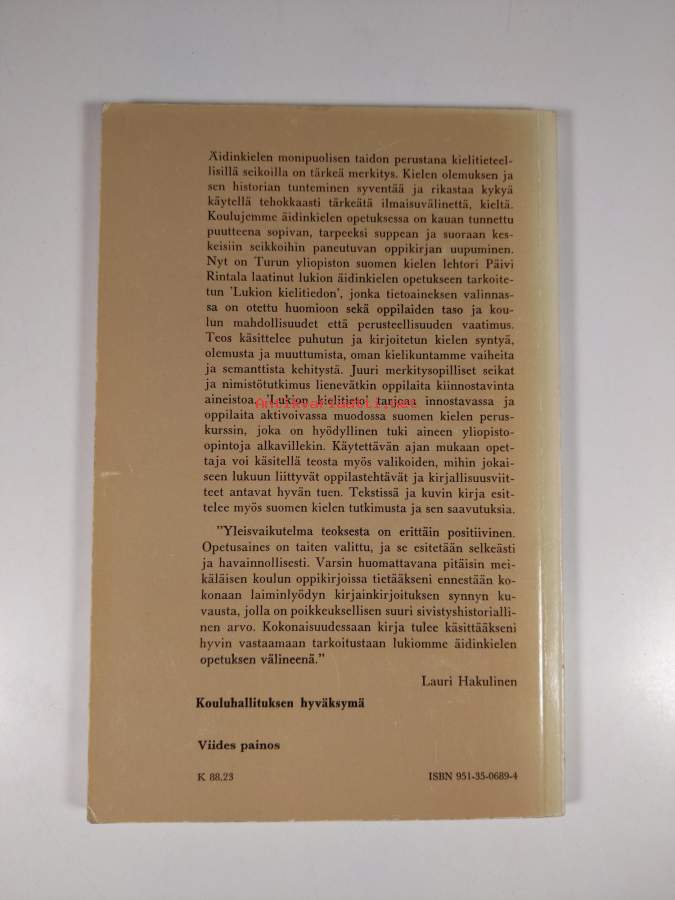 Äidinkielen monipuolisen taidon perustana kielitieteel-
lisillä seikoilla on tärkeä merkitys. Kielen olemuksen ja
sen historian tunteminen syventää ja rikastaa kykyä
käytellä tehokkaasti tärkeätä ilmaisuvälinettä, kieltä.
Koulujemme äidinkielen opetuksessa on kauan tunnettu
puutteena sopivan, tarpeeksi suppean ja suoraan kes-
keisiin seikkoihin paneutuvan oppikirjan uupuminen.
Nyt on Turun yliopiston suomen kielen lehtori Päivi
Rintala laatinut lukion äidinkielen opetukseen tarkoite-
tun 'Lukion kielitiedon', jonka tietoaineksen valinnas-
sa on otettu huomioon sekä oppilaiden taso ja kou-
lun mahdollisuudet että perusteellisuuden vaatimus.
Teos käsittelee puhutun ja kirjoitetun kielen syntyä,
olemusta ja muuttumista, oman kielikuntamme vaiheita
ja semanttista kehitystä. Juuri merkitysopilliset seikat
ja nimistötutkimus lienevätkin oppilaita kiinnostavinta
aineistoa. 'Lukion kielitieto' tarjoaa innostavassa ja
Antikvariaatti.net
oppilaita aktivoivassa muodossa suomen kielen perus-
kurssin, joka on hyödyllinen tuki aineen yliopisto-
opintoja alkavillekin. Käytettävän ajan mukaan opet-
taja voi käsitellä teosta myös valikoiden, mihin jokai-
seen lukuun liittyvät oppilastehtävät ja kirjallisuusviit-
teet antavat hyvän tuen. Tekstissä ja kuvin kirja esit-
telee myös suomen kielen tutkimusta ja sen saavutuksia.
"Yleisvaikutelma teoksesta on erittäin positiivinen.
Opetusaines on taiten valittu, ja se esitetään selkeästi
ja havainnollisesti. Varsin huomattavana pitäisin mei-
käläisen koulun oppikirjoissa tietääkseni ennestään ko-
konaan laiminlyödyn kirjainkirjoituksen synnyn ku-
vausta, jolla on poikkeuksellisen suuri sivistyshistorialli-
nen arvo. Kokonaisuudessaan kirja tulee käsittääkseni
hyvin vastaamaan tarkoitustaan lukiomme äidinkielen
opetuksen välineenä."
Lauri Hakulinen
Kouluhallituksen hyväksymä
Viides painos
K 88.23 ISBN 951-35-0689-4